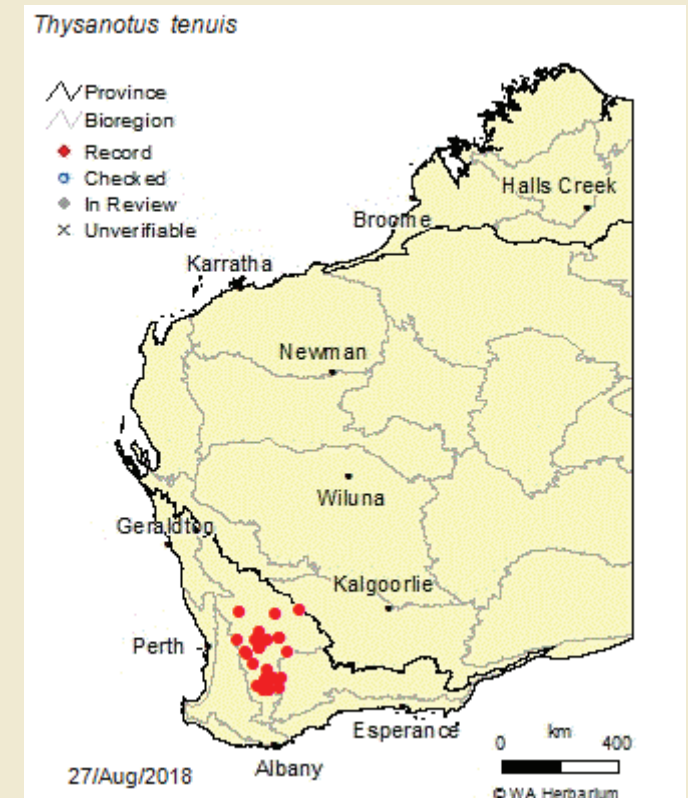 Thysanotus tenuis
Province
Bioregion
Record
Checked
In Review
Unverifiable
Halls Creek
Broome
Karratha
Newman
Wiluna
Geraldton
Kalgoorlie
Perth
Esperance
0 km 400
27/Aug/2018
Albany
© WA Herbarium